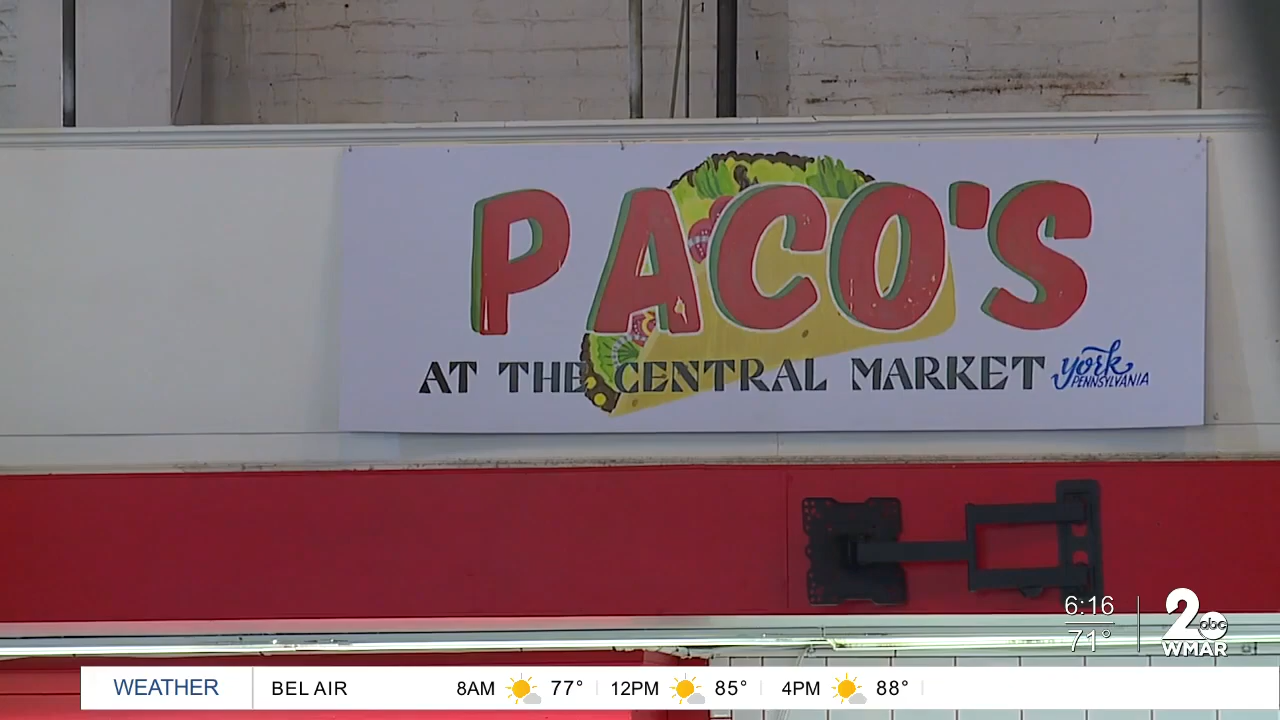 PACO'S
AT THE CENTRAL MARKET york
PENNSYLVANIA
6:16
71°
2 abc
WMAR
WEATHER BEL AIR 8AM 77° 12PM 85° 4PM 88°